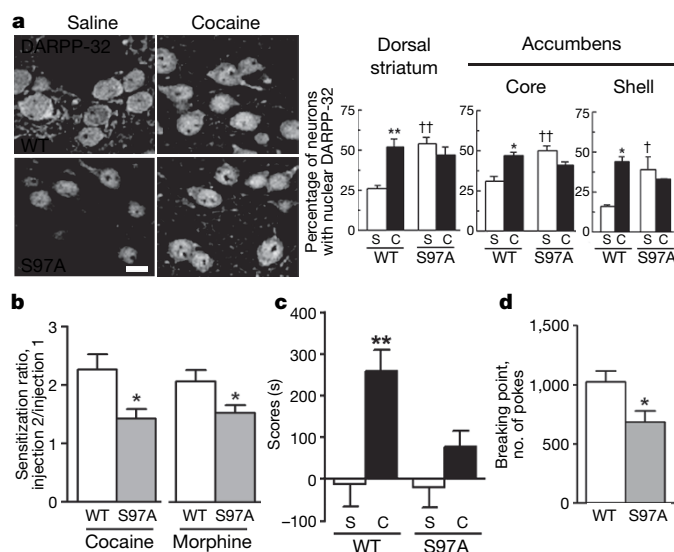 a
Saline Cocaine
DARPP-32
WT
S97A
Dorsal striatum
Accumbens
Core
Shell
Percentage of neurons
with nuclear DARPP-32
75
50
25
0
**
††
S C S C
WT S97A
75
50
25
0
*
††
S C S C
WT S97A
75
50
25
0
*
†
S C S C
WT S97A
b
Sensitization ratio,
injection 2/injection 1
3
2
1
0
*
*
WT S97A WT S97A
Cocaine Morphine
c
Scores (s)
400
300
200
100
0
−100
**
S C S C
WT S97A
d
Breaking point,
no. of pokes
1,500
1,000
500
0
*
WT S97A